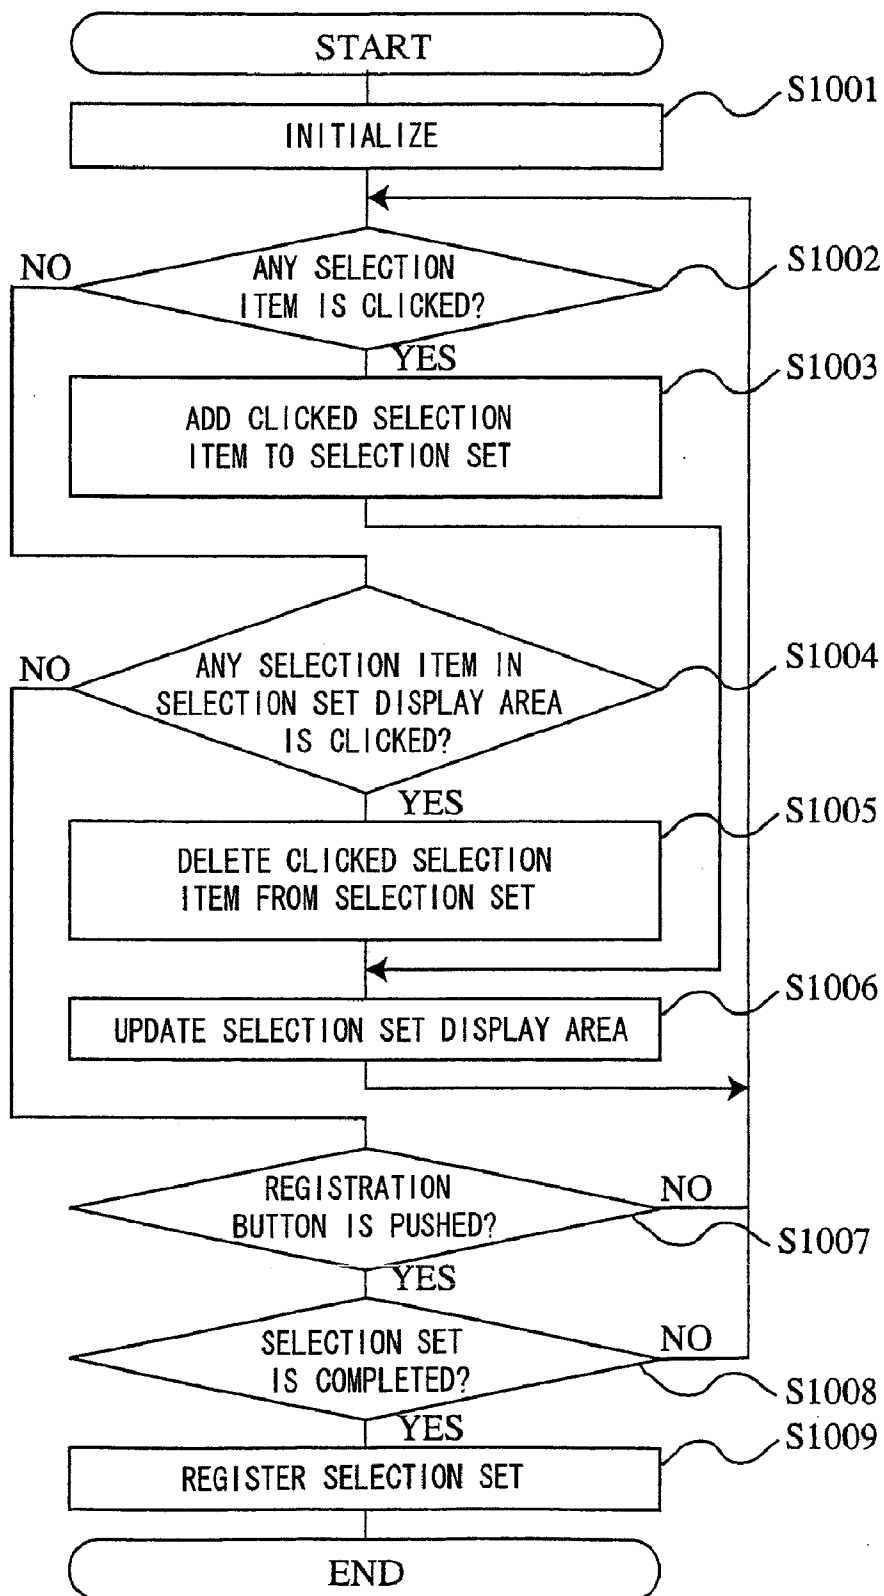 START
S1001
INITIALIZE
S1002
NO
ANY SELECTION
ITEM IS CLICKED?
YES
S1003
ADD CLICKED SELECTION
ITEM TO SELECTION SET
S1004
NO
ANY SELECTION ITEM IN
SELECTION SET DISPLAY AREA
IS CLICKED?
YES
S1005
DELETE CLICKED SELECTION
ITEM FROM SELECTION SET
S1006
UPDATE SELECTION SET DISPLAY AREA
REGISTRATION
BUTTON IS PUSHED?
NO
S1007
YES
SELECTION SET
IS COMPLETED?
NO
S1008
YES
S1009
REGISTER SELECTION SET
END